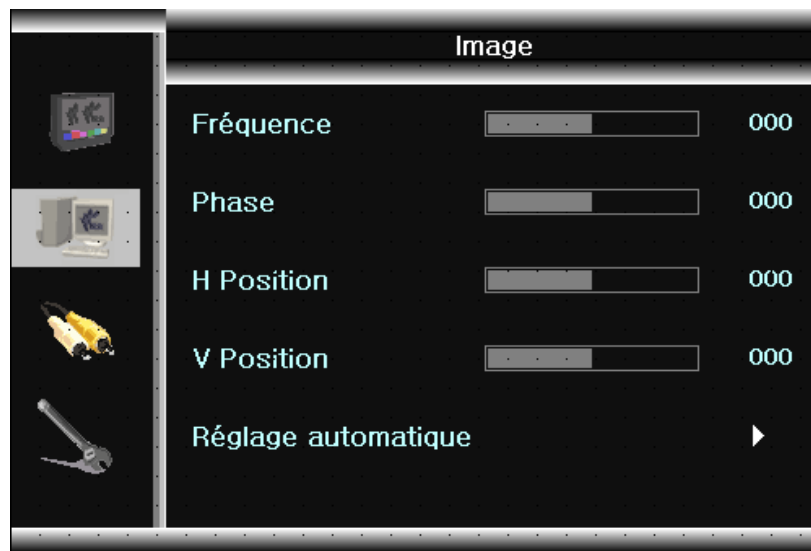 Image
Fréquence 000
Phase 000
H Position 000
V Position 000
Réglage automatique